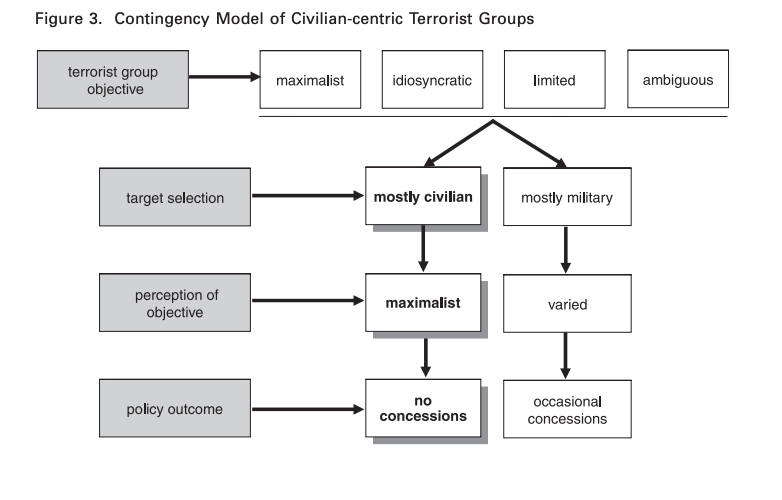 Figure 3. Contingency Model of Civilian-centric Terrorist Groups
terrorist group
objective
maximalist
idiosyncratic
limited
ambiguous
target selection
mostly civilian
mostly military
perception of
objective
maximalist
varied
policy outcome
no
concessions
occasional
concessions